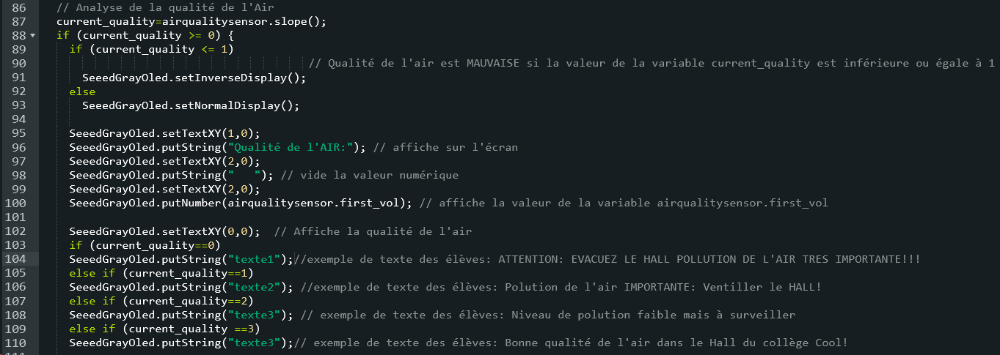 86 // Analyse de la qualité de l'Air
87 current_quality=airqualitysensor.slope();
88 if (current_quality >= 0) {
89 if (current_quality <= 1)
90 // Qualité de l'air est MAUVAISE si la valeur de la variable current_quality est inférieure ou égale à 1
91 SeeedGrayOled.setInverseDisplay();
92 else
93 SeeedGrayOled.setNormalDisplay();
94
95 SeeedGrayOled.setTextXY(1,0);
96 SeeedGrayOled.putString("Qualité de l'AIR:"); // affiche sur l'écran
97 SeeedGrayOled.setTextXY(2,0);
98 SeeedGrayOled.putString("   "); // vide la valeur numérique
99 SeeedGrayOled.setTextXY(2,0);
100 SeeedGrayOled.putNumber(airqualitysensor.first_vol); // affiche la valeur de la variable airqualitysensor.first_vol
101
102 SeeedGrayOled.setTextXY(0,0);  // Affiche la qualité de l'air
103 if (current_quality==0)
104 SeeedGrayOled.putString("texte1");//exemple de texte des élèves: ATTENTION: EVACUEZ LE HALL POLLUTION DE L'AIR TRES IMPORTANTE!!!
105 else if (current_quality==1)
106 SeeedGrayOled.putString("texte2"); //exemple de texte des élèves: Polution de l'air IMPORTANTE: Ventiller le HALL!
107 else if (current_quality==2)
108 SeeedGrayOled.putString("texte3"); // exemple de texte des élèves: Niveau de polution faible mais à surveiller
109 else if (current_quality ==3)
110 SeeedGrayOled.putString("texte3");// exemple de texte des élèves: Bonne qualité de l'air dans le Hall du collège Cool!